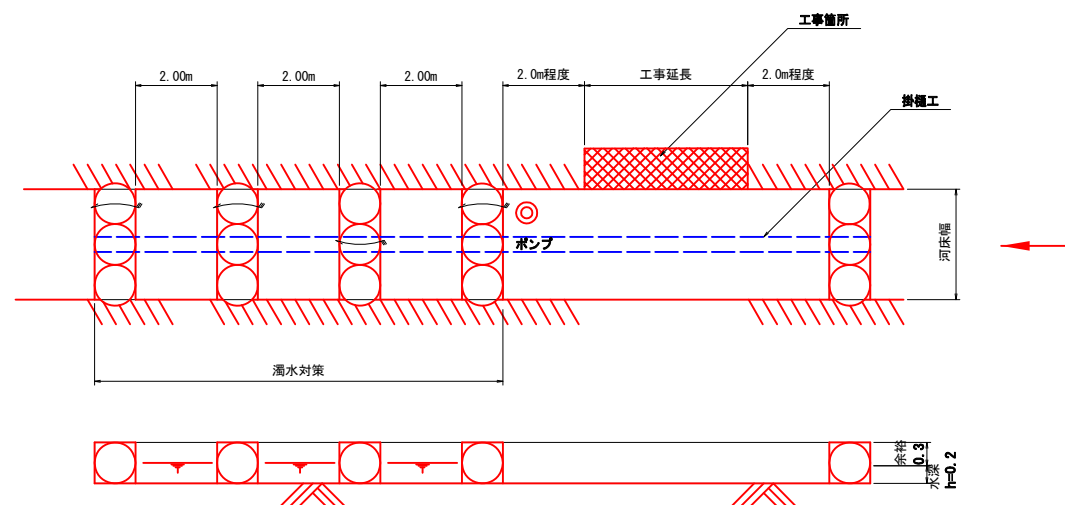 工事箇所
2.00m
2.00m
2.00m
2.0m程度
工事延長
2.0m程度
掛樋工
ポンプ
河床幅
濁水対策
余裕
0.3
水深
h=0.2